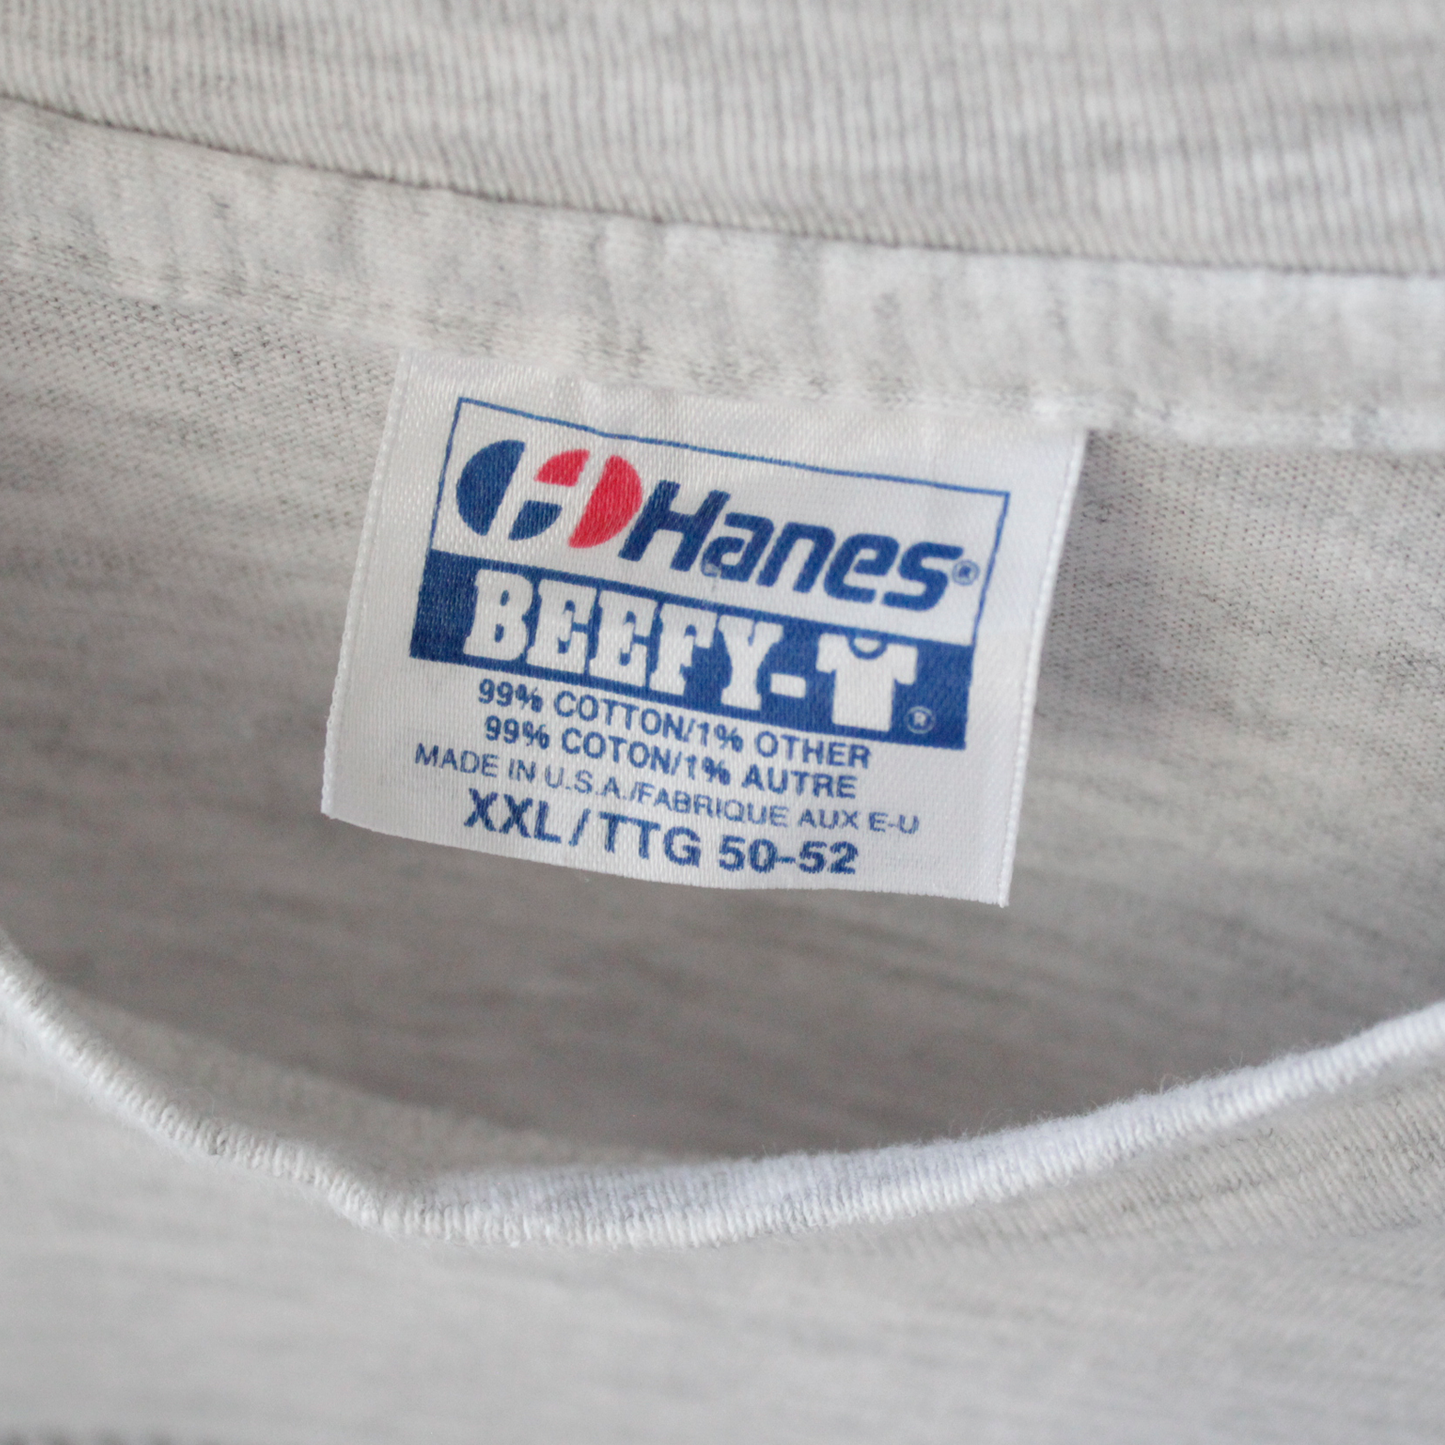 Hanes®
BEEFY-T®
99% COTTON/1% OTHER
99% COTON/1% AUTRE
MADE IN U.S.A./FABRIQUE AUX E-U
XXL/TTG 50-52